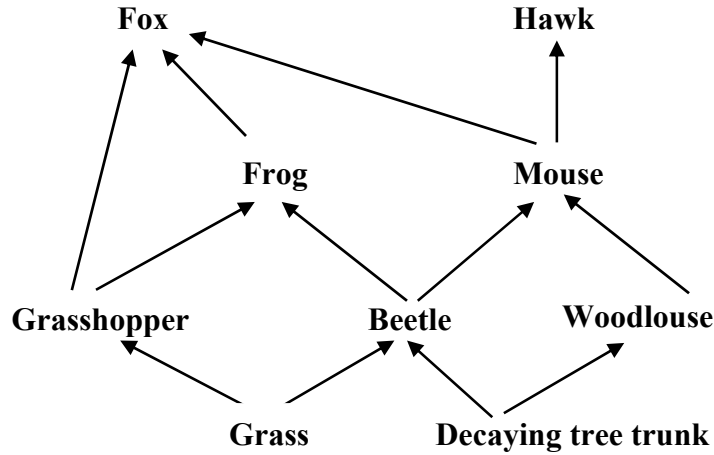 Fox Hawk
Frog Mouse
Grasshopper Beetle Woodlouse
Grass Decaying tree trunk